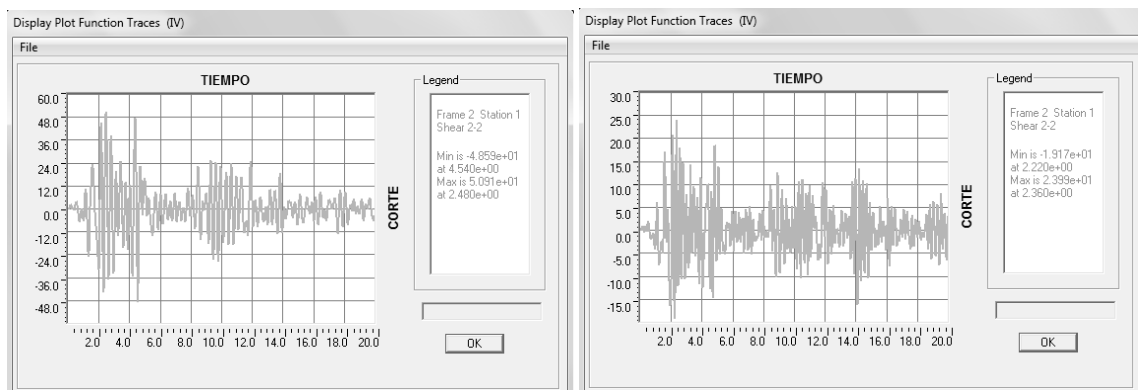 Display Plot Function Traces (IV)
File
TIEMPO
60.0
48.0
36.0
24.0
12.0
0.0
-12.0
-24.0
-36.0
-48.0
CORTE
2.0 4.0 6.0 8.0 10.0 12.0 14.0 16.0 18.0 20.0
Legend
Frame 2 Station 1
Shear 2-2
Min is -4.859e+01
at 4.540e+00
Max is 5.091e+01
at 2.480e+00
OK
Display Plot Function Traces (IV)
File
TIEMPO
30.0
25.0
20.0
15.0
10.0
5.0
0.0
-5.0
-10.0
-15.0
CORTE
2.0 4.0 6.0 8.0 10.0 12.0 14.0 16.0 18.0 20.0
Legend
Frame 2 Station 1
Shear 2-2
Min is -1.917e+01
at 2.220e+00
Max is 2.399e+01
at 2.360e+00
OK